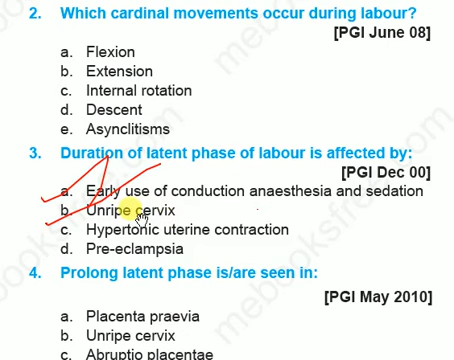 2. Which cardinal movements occur during labour?
[PGI June 08]
a. Flexion
b. Extension
c. Internal rotation
d. Descent
e. Asynclitisms
3. Duration of latent phase of labour is affected by:
[PGI Dec 00]
a. Early use of conduction anaesthesia and sedation
b. Unripe cervix
c. Hypertonic uterine contraction
d. Pre-eclampsia
4. Prolong latent phase is/are seen in:
[PGI May 2010]
a. Placenta praevia
b. Unripe cervix
c. Abruptio placentae